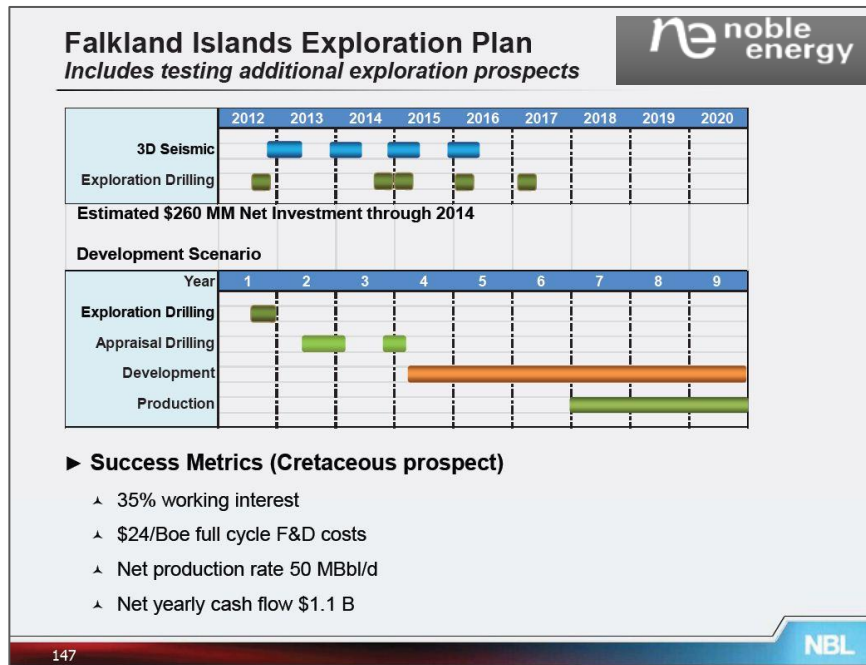 Falkland Islands Exploration Plan
Includes testing additional exploration prospects
ne noble
energy
2012 2013 2014 2015 2016 2017 2018 2019 2020
3D Seismic
Exploration Drilling
Estimated $260 MM Net Investment through 2014
Development Scenario
Year 1 2 3 4 5 6 7 8 9
Exploration Drilling
Appraisal Drilling
Development
Production
► Success Metrics (Cretaceous prospect)
35% working interest
$24/Boe full cycle F&D costs
Net production rate 50 MBbl/d
Net yearly cash flow $1.1 B
147
NBL